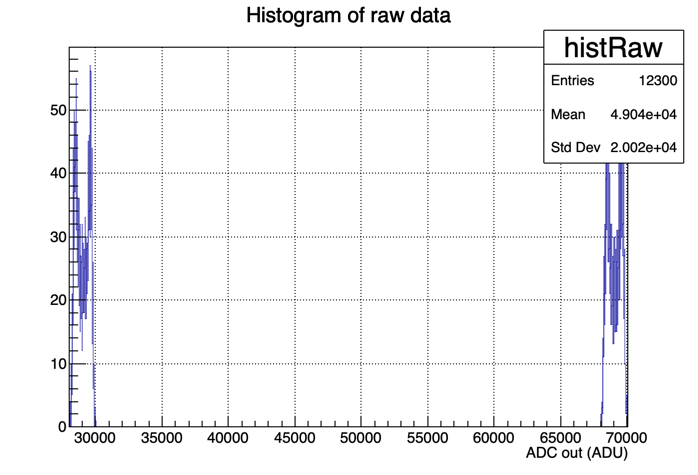 Histogram of raw data
histRaw
Entries 12300
Mean 4.904e+04
Std Dev 2.002e+04
50
40
30
20
10
0
30000 35000 40000 45000 50000 55000 60000 65000 70000
ADC out (ADU)